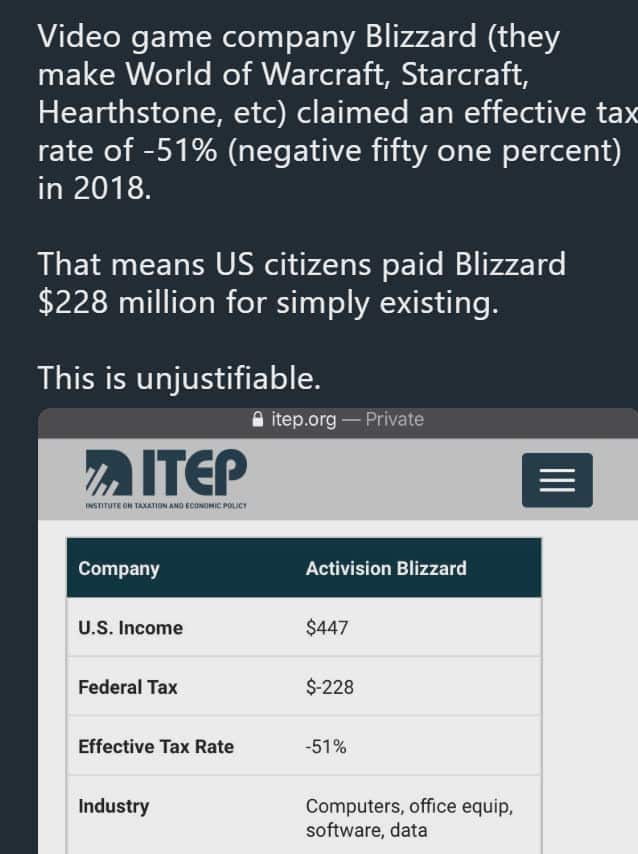 Video game company Blizzard (they
make World of Warcraft, Starcraft,
Hearthstone, etc) claimed an effective tax
rate of -51% (negative fifty one percent)
in 2018.
That means US citizens paid Blizzard
$228 million for simply existing.
This is unjustifiable.
itep.org — Private
ITEP
INSTITUTE ON TAXATION AND ECONOMIC POLICY
Company Activision Blizzard
U.S. Income $447
Federal Tax $-228
Effective Tax Rate -51%
Industry Computers, office equip,
software, data